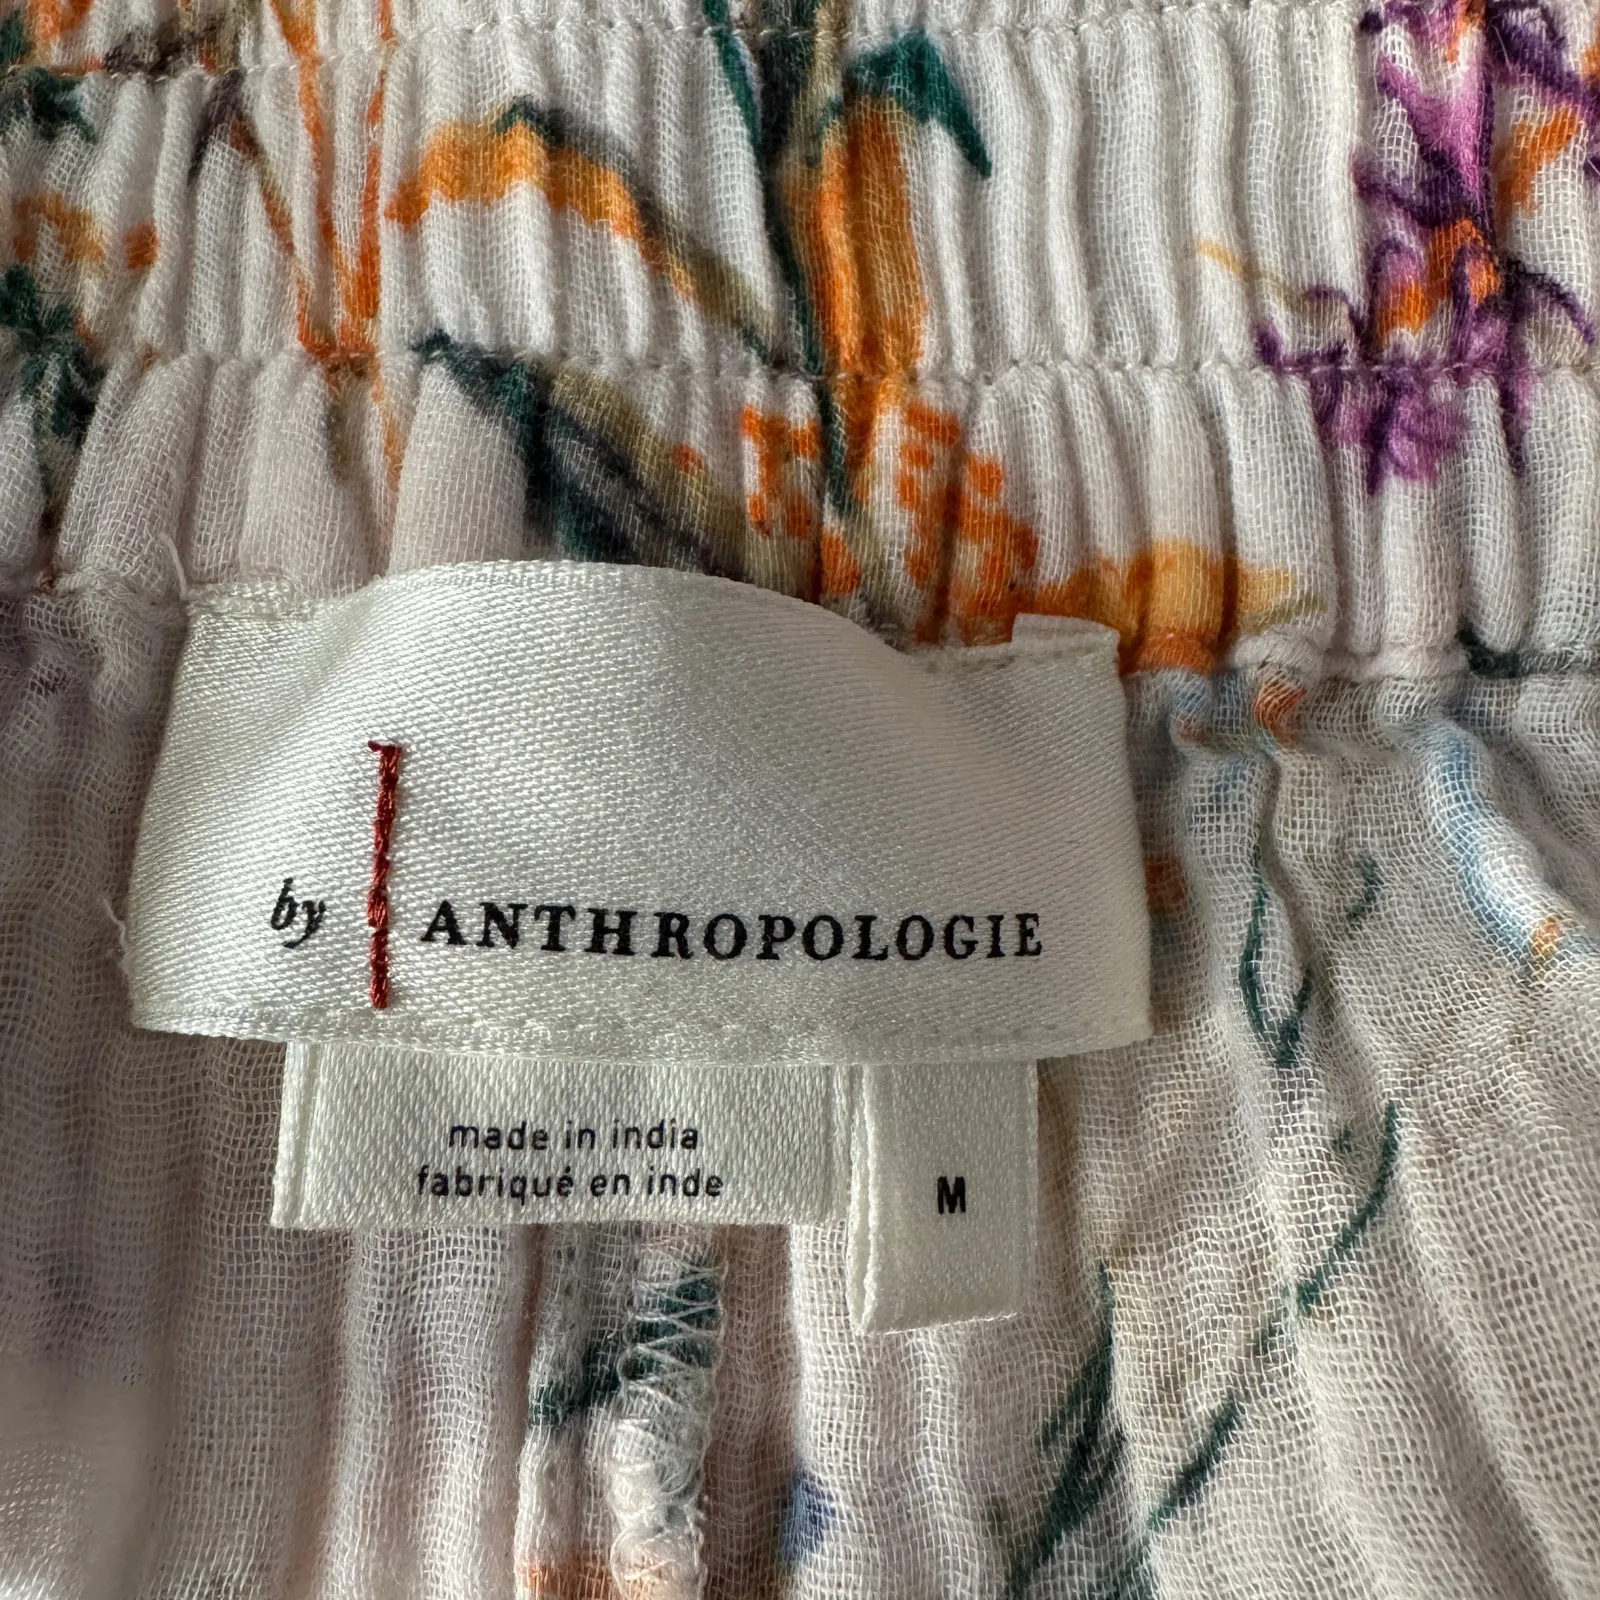 by ANTHROPOLOGIE
made in india
fabriqué en inde
M